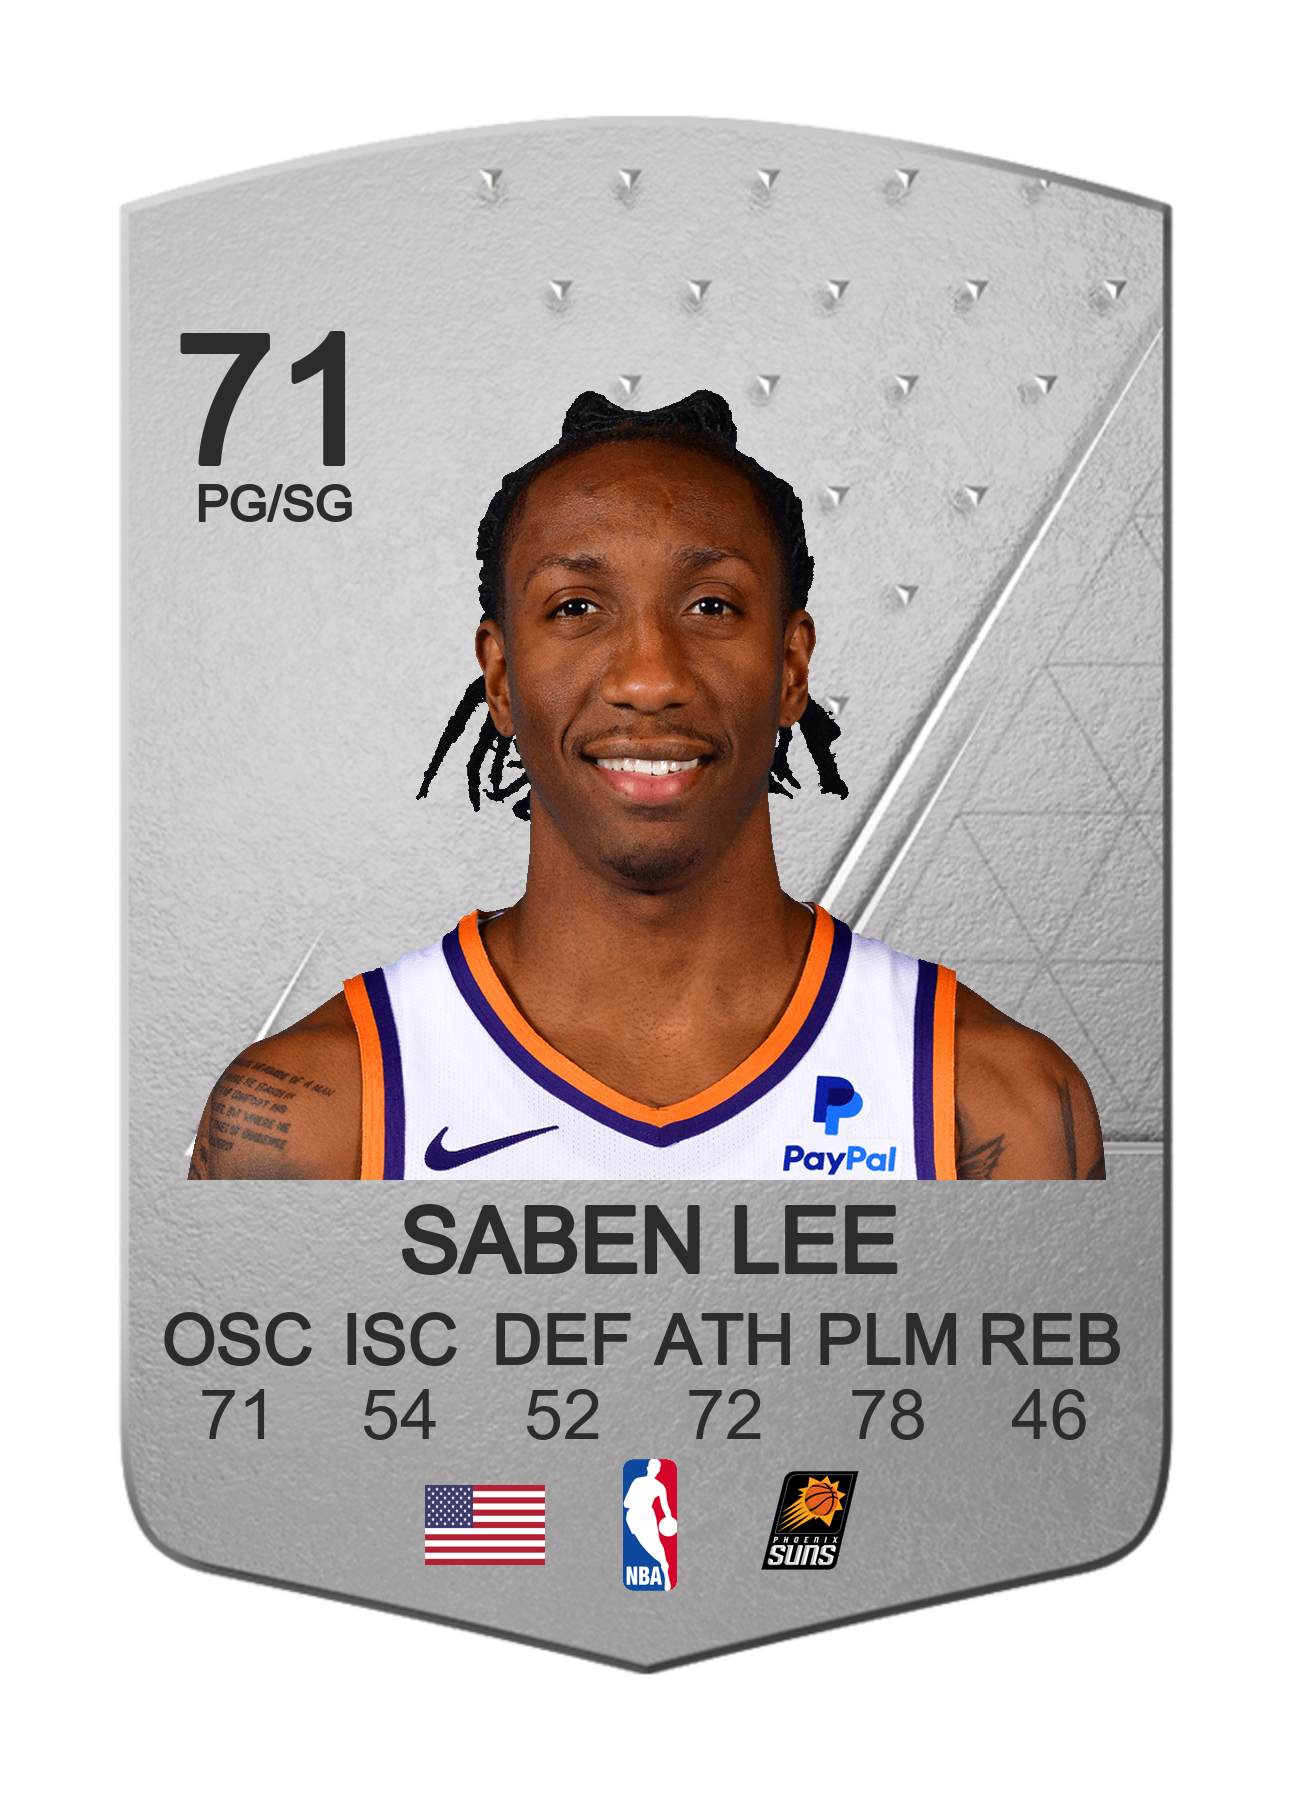 71
PG/SG
PayPal
SABEN LEE
OSC ISC DEF ATH PLM REB
71 54 52 72 78 46
NBA
PHOENIX
SUNS